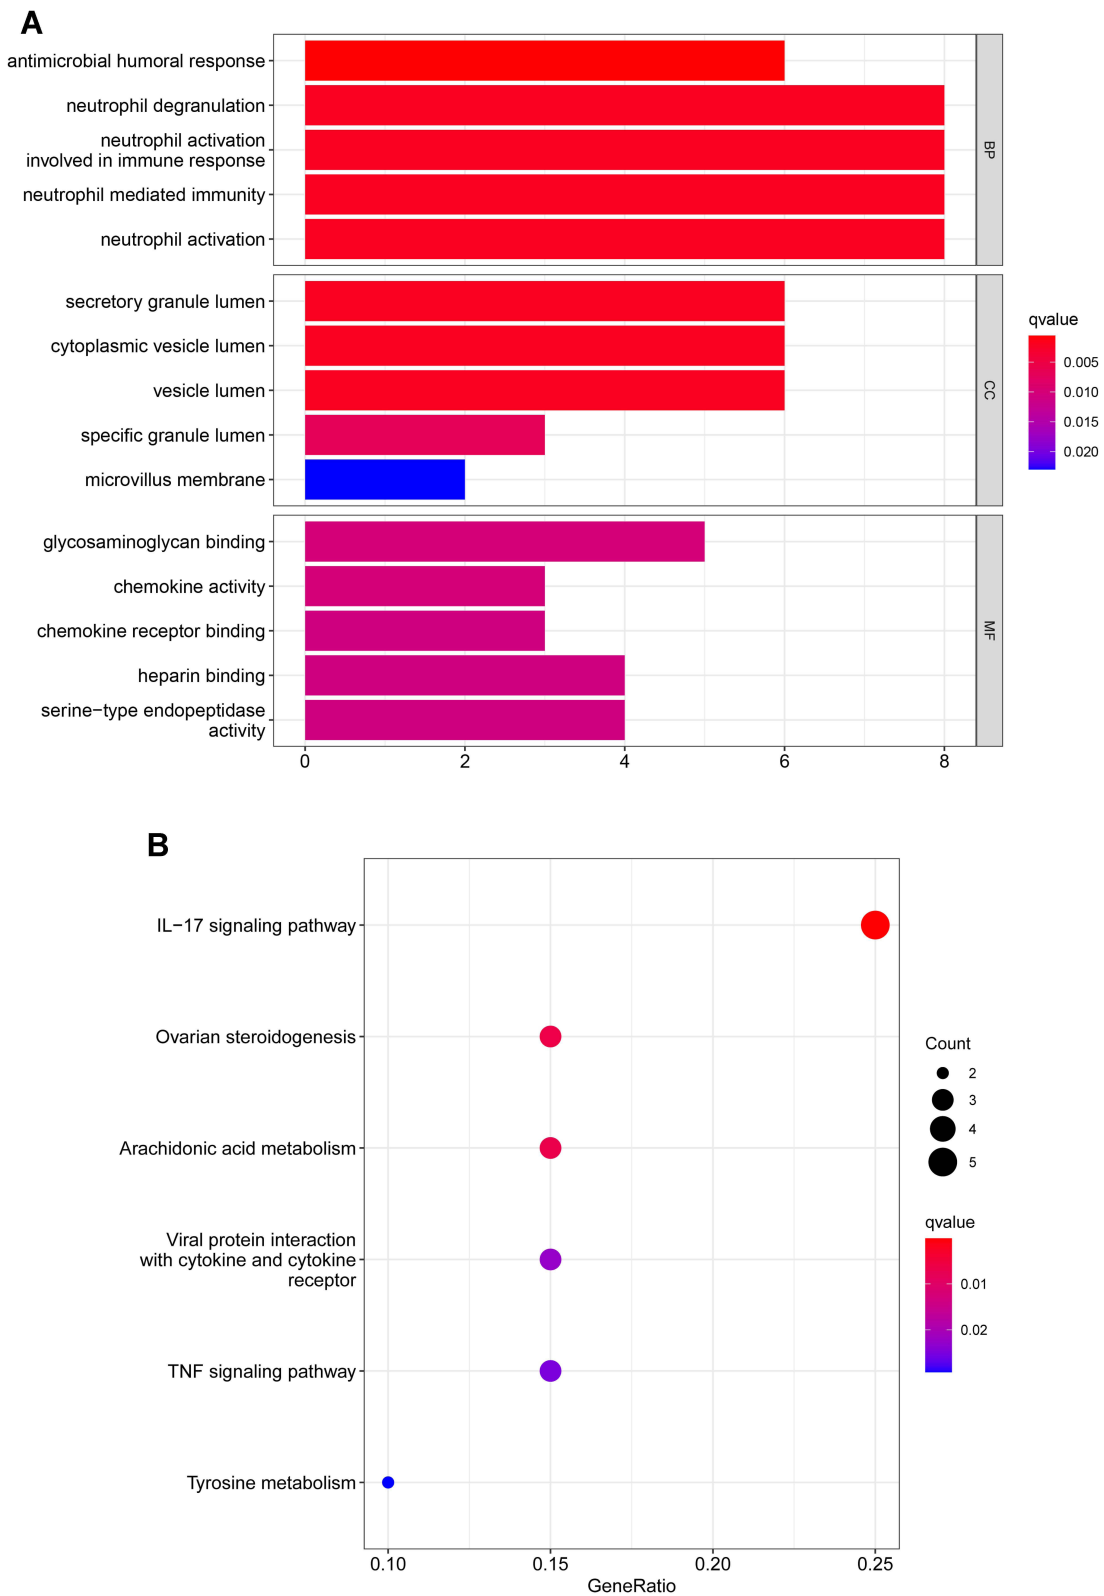 A
antimicrobial humoral response
neutrophil degranulation
neutrophil activation
involved in immune response
neutrophil mediated immunity
neutrophil activation
BP
secretory granule lumen
cytoplasmic vesicle lumen
vesicle lumen
specific granule lumen
microvillus membrane
CC
glycosaminoglycan binding
chemokine activity
chemokine receptor binding
heparin binding
serine−type endopeptidase
activity
MF
0 2 4 6 8
qvalue
0.005
0.010
0.015
0.020
B
IL−17 signaling pathway
Ovarian steroidogenesis
Arachidonic acid metabolism
Viral protein interaction
with cytokine and cytokine
receptor
TNF signaling pathway
Tyrosine metabolism
0.10 0.15 0.20 0.25
GeneRatio
Count
2
3
4
5
qvalue
0.01
0.02